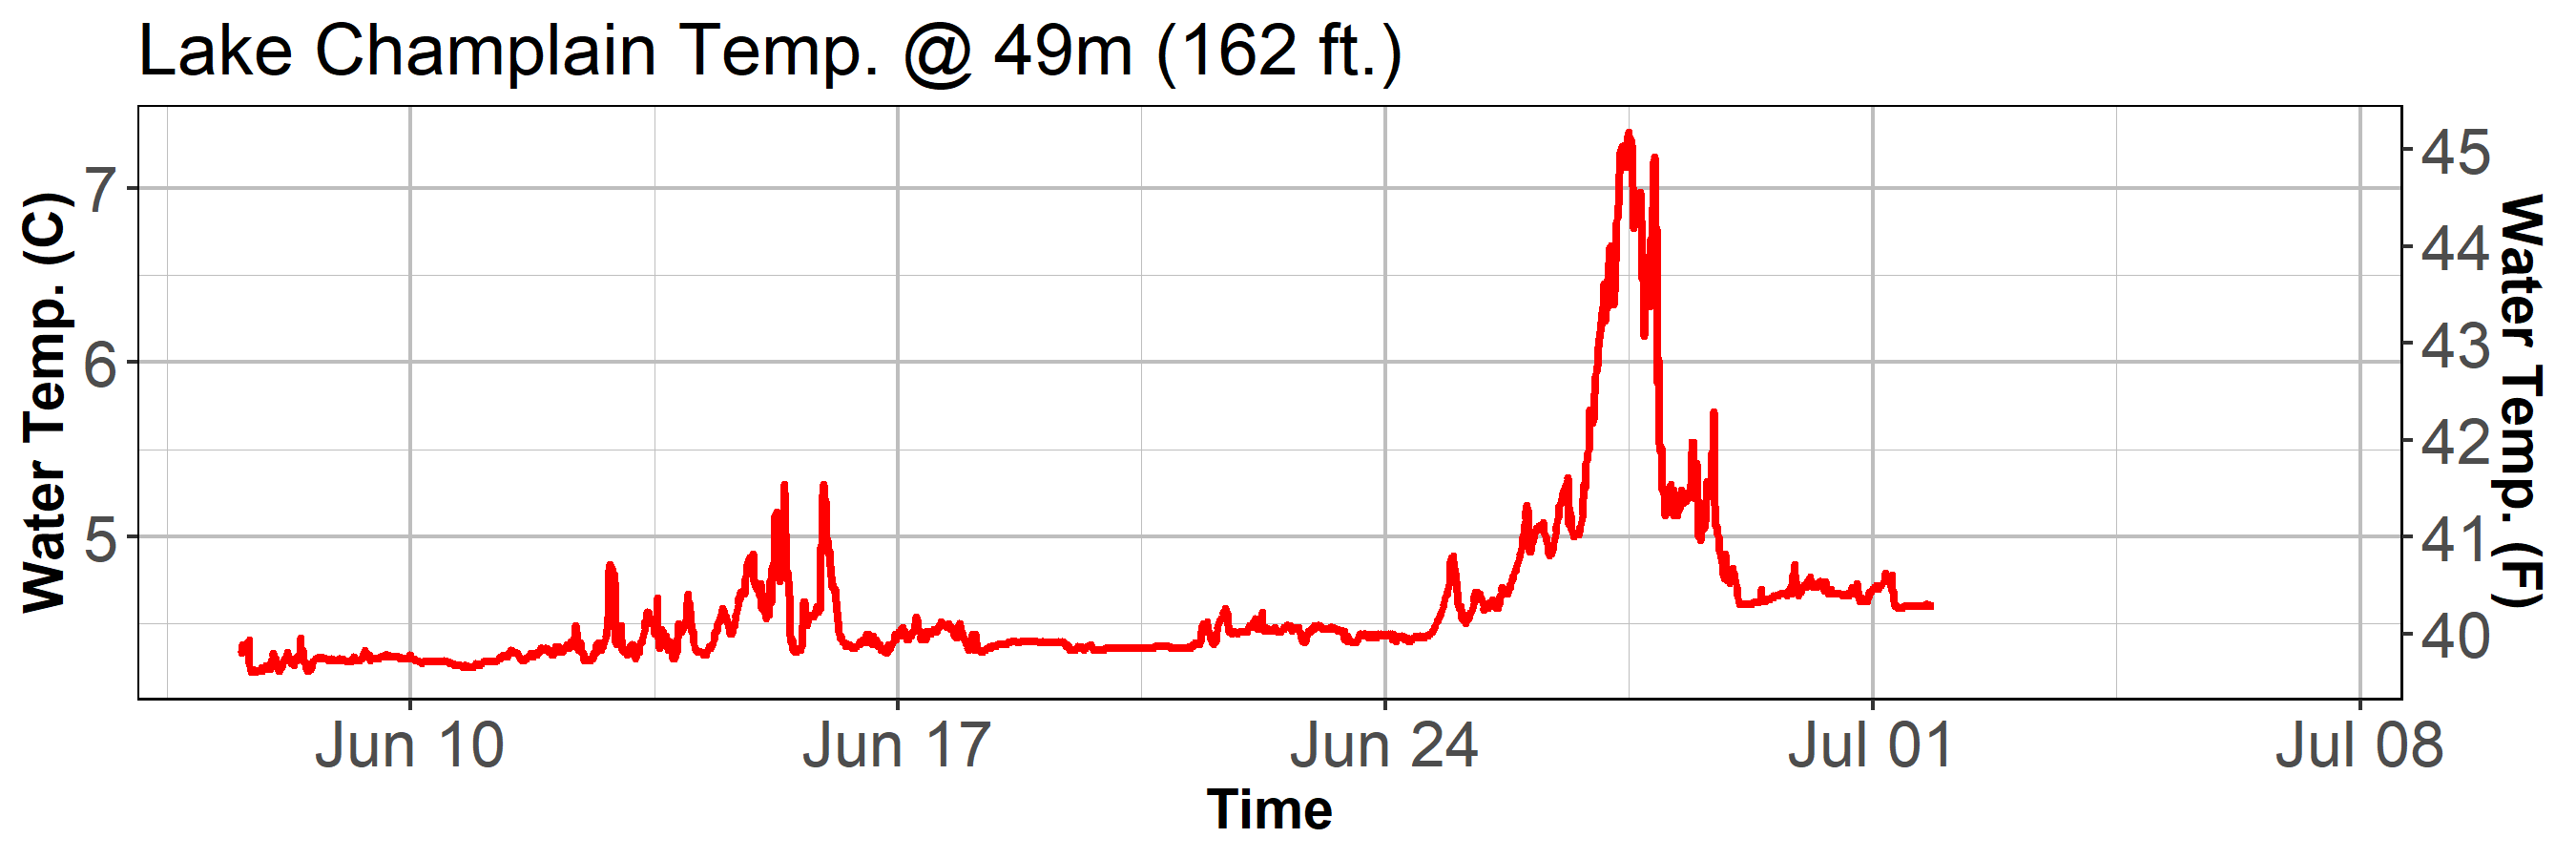 Lake Champlain Temp. @ 49m (162 ft.)
Water Temp. (C)
7
6
5
45
44
43
42
41
40
Water Temp. (F)
Jun 10
Jun 17
Jun 24
Jul 01
Jul 08
Time